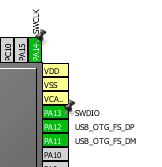 SWCLK
PC10
PA15
PA14
VDD
VSS
VCA..
PA13 SWDIO
PA12 USB_OTG_FS_DP
PA11 USB_OTG_FS_DM
PA10